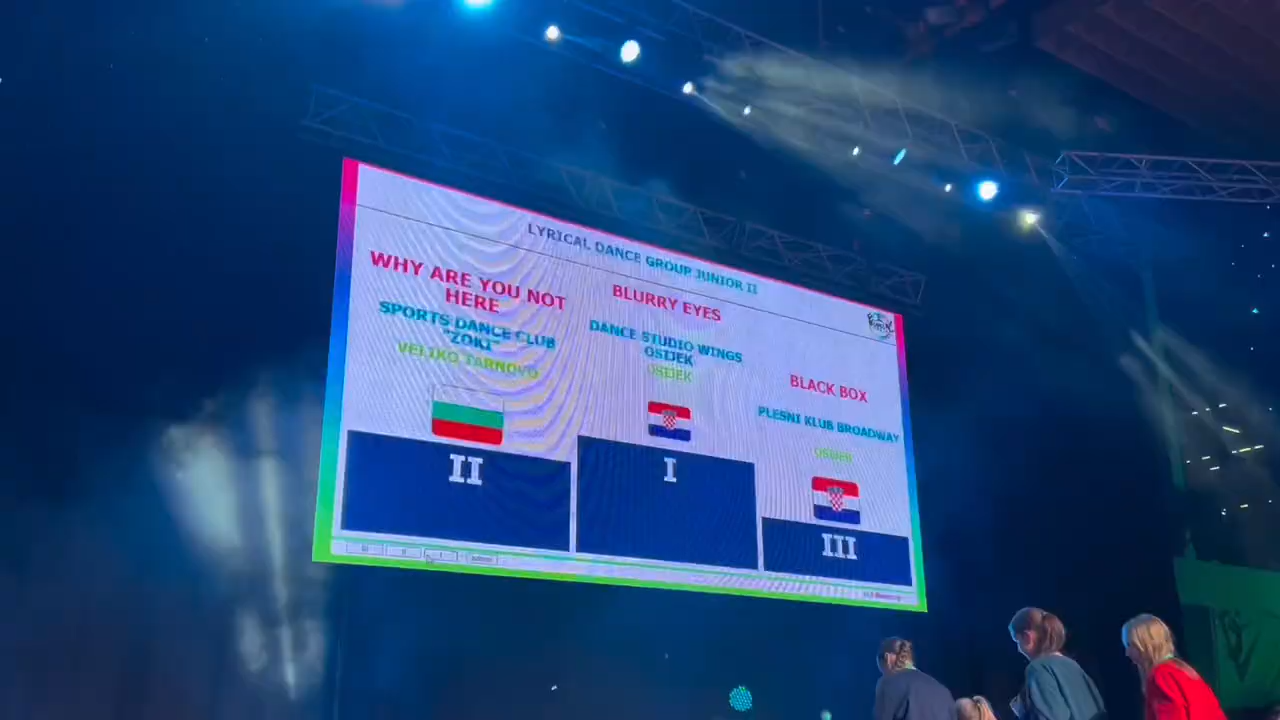 LYRICAL DANCE GROUP JUNIOR II
WHY ARE YOU NOT
HERE
SPORTS DANCE CLUB
"ZOKI"
VELIKO TARNOVO
II
BLURRY EYES
DANCE STUDIO WINGS
OSIJEK
OSIJEK
I
BLACK BOX
PLESNI KLUB BROADWAY
OSIJEK
III